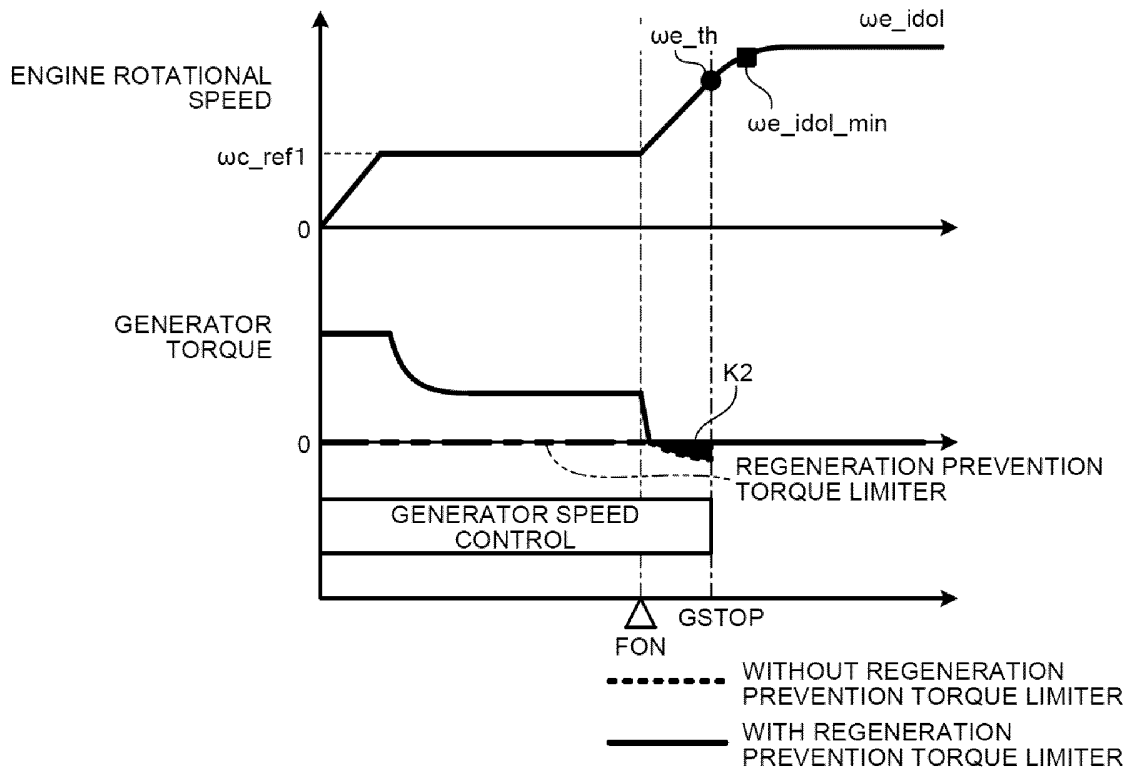 ωe_idol
ωe_th
ENGINE ROTATIONAL
SPEED
ωe_idol_min
ωc_ref1
0
GENERATOR
TORQUE
K2
0
REGENERATION PREVENTION
TORQUE LIMITER
GENERATOR SPEED
CONTROL
GSTOP
FON
WITHOUT REGENERATION
PREVENTION TORQUE LIMITER
WITH REGENERATION
PREVENTION TORQUE LIMITER